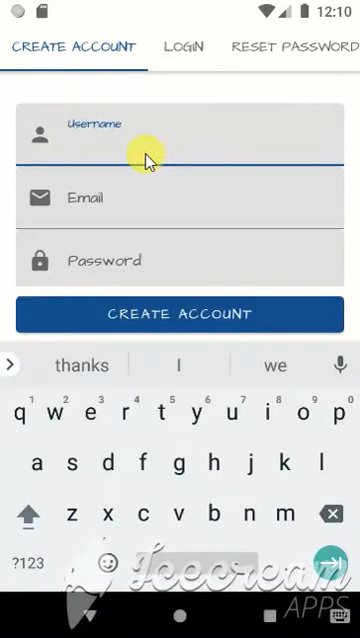 12:10
CREATE ACCOUNT LOGIN RESET PASSWORD
Username
Email
Password
CREATE ACCOUNT
thanks I we
1 2 3 4 5 6 7 8 9 0
q w e r t y u i o p
a s d f g h j k l
z x c v b n m
?123
Icecream
APPS